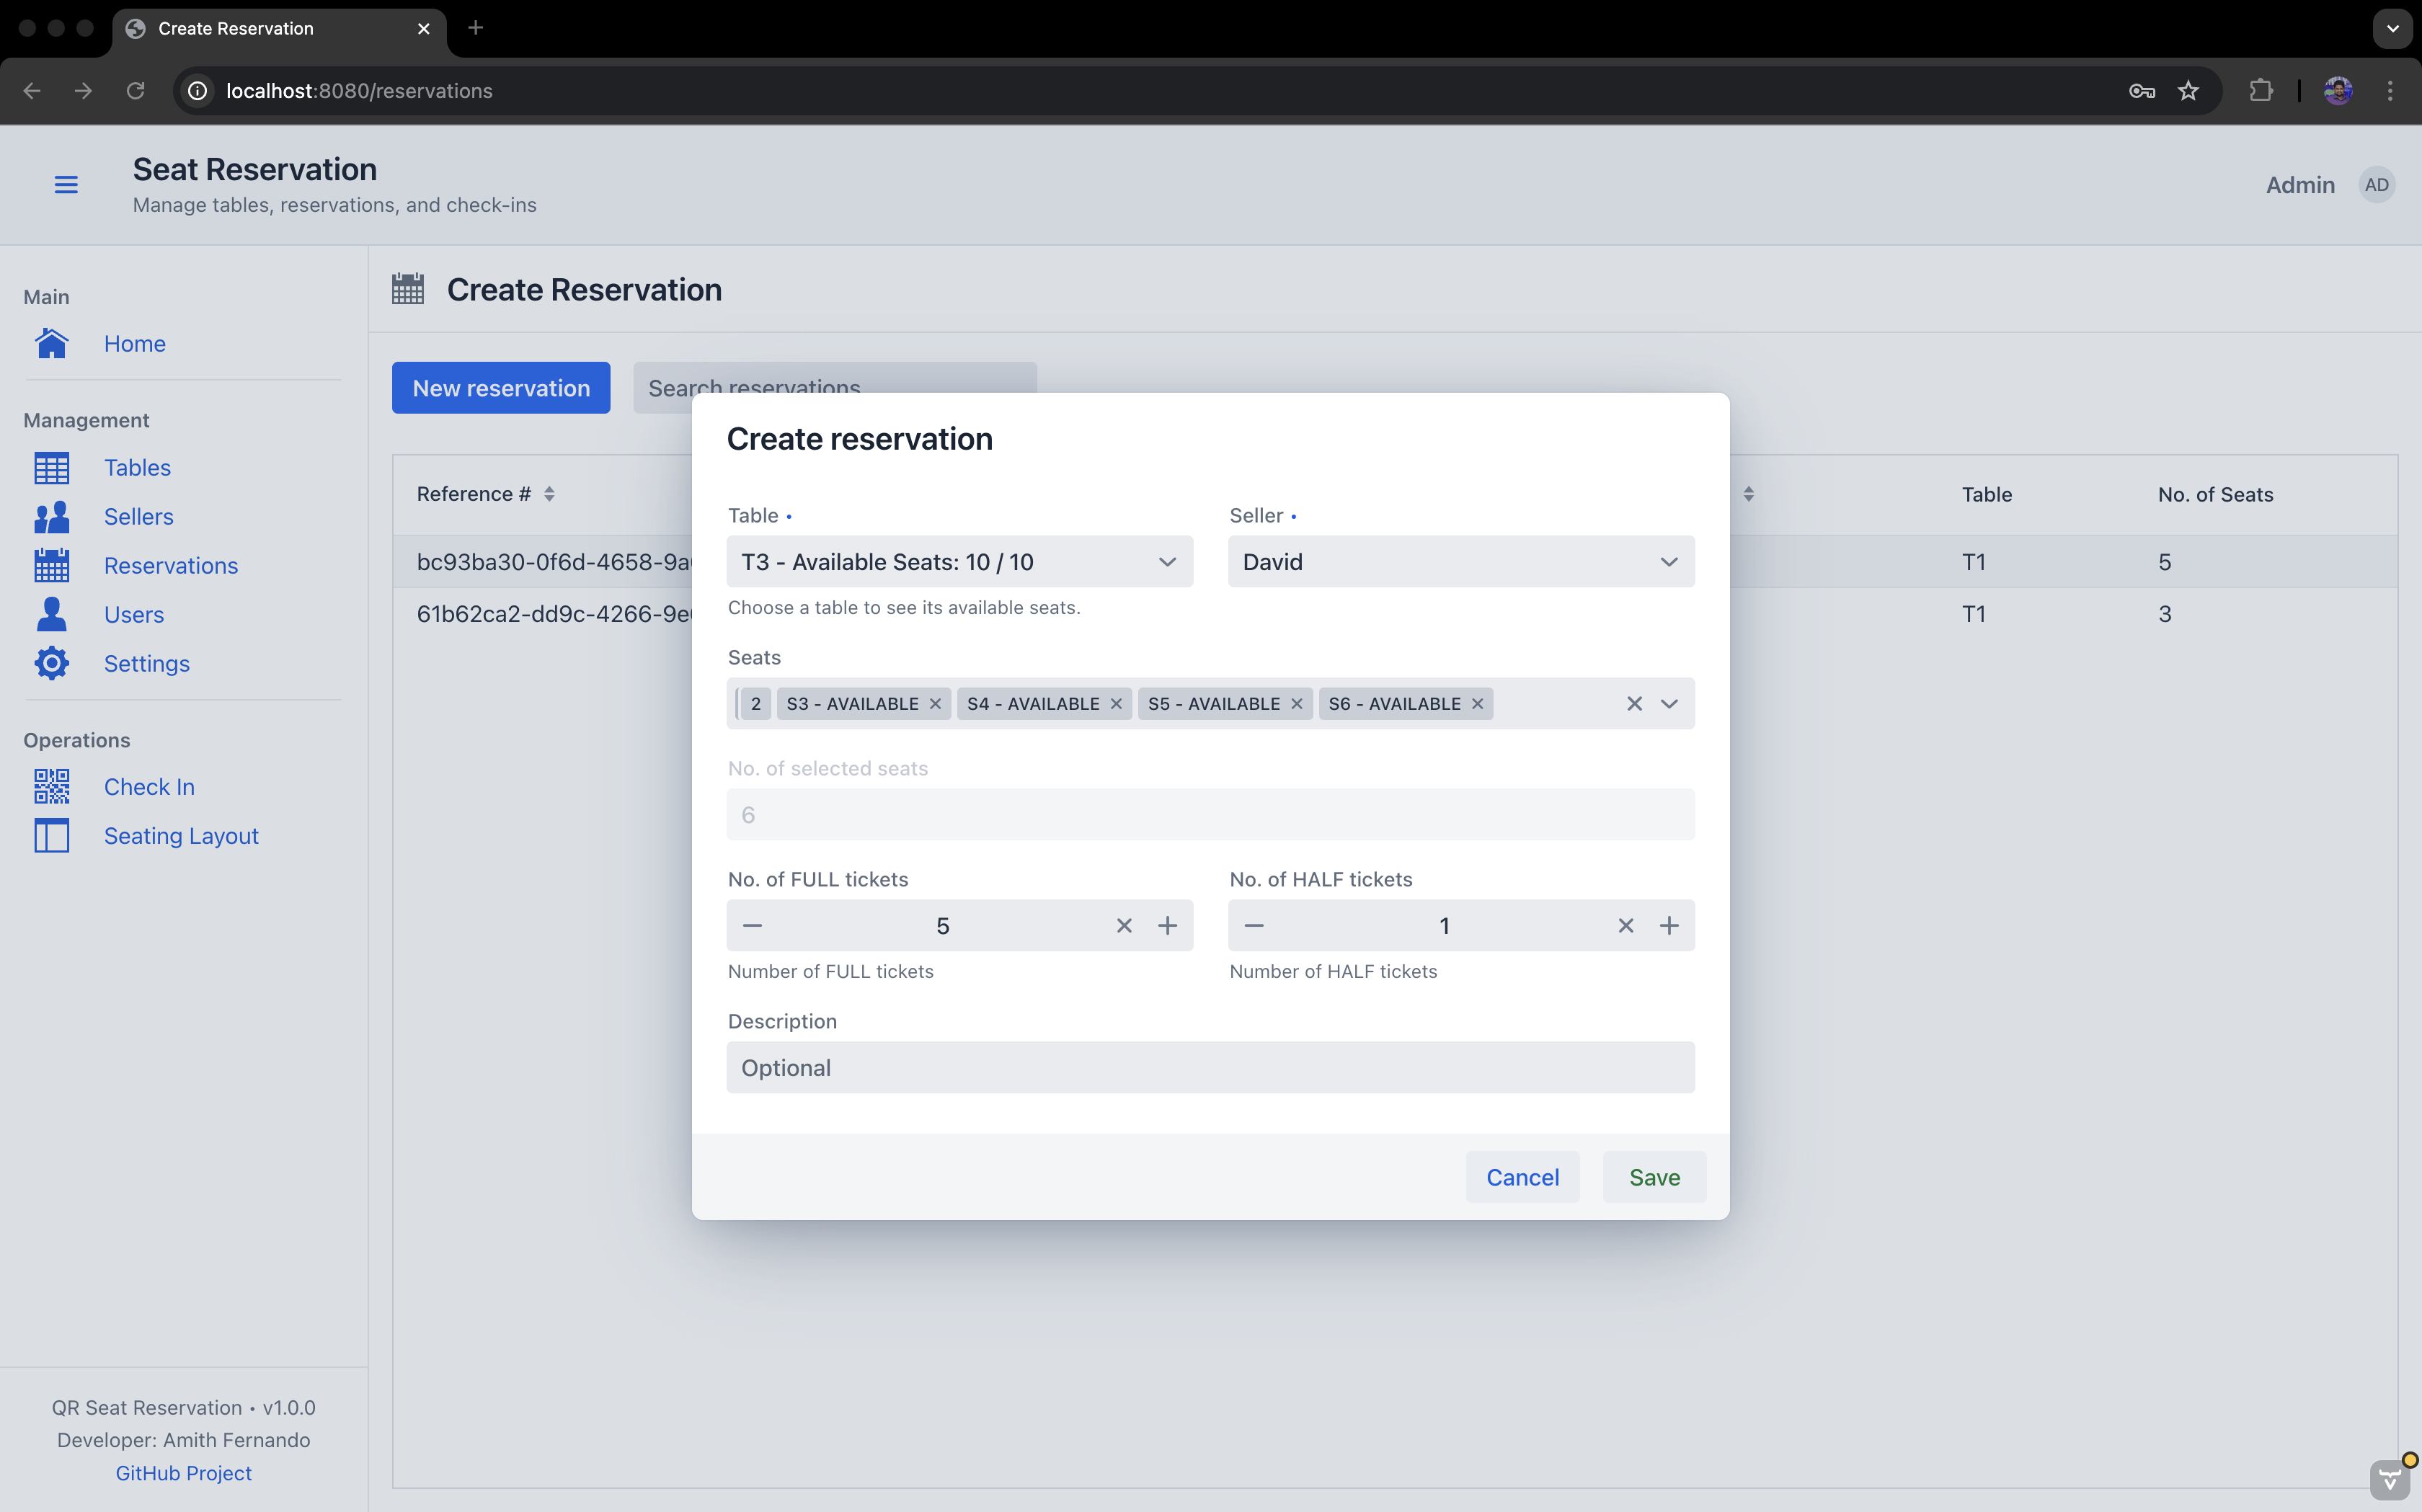 Create Reservation
localhost:8080/reservations
Seat Reservation
Manage tables, reservations, and check-ins
Admin
AD
Main
Home
Management
Tables
Sellers
Reservations
Users
Settings
Operations
Check In
Seating Layout
QR Seat Reservation • v1.0.0
Developer: Amith Fernando
GitHub Project
Create Reservation
New reservation
Search reservations
Reference #
Table
No. of Seats
bc93ba30-0f6d-4658-9a
T1
5
61b62ca2-dd9c-4266-9e
T1
3
Create reservation
Table •
Seller •
T3 - Available Seats: 10 / 10
David
Choose a table to see its available seats.
Seats
2
S3 - AVAILABLE
S4 - AVAILABLE
S5 - AVAILABLE
S6 - AVAILABLE
No. of selected seats
6
No. of FULL tickets
No. of HALF tickets
5
1
Number of FULL tickets
Number of HALF tickets
Description
Optional
Cancel
Save